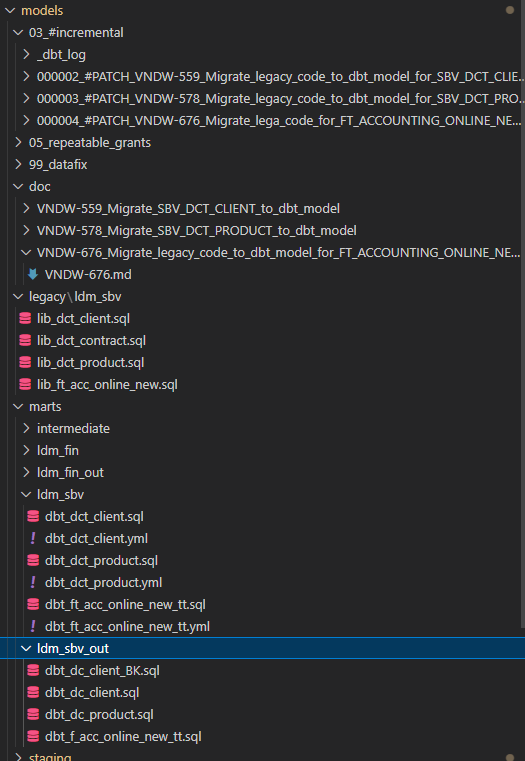 models
03_#incremental
_dbt_log
000002_#PATCH_VNDW-559_Migrate_legacy_code_to_dbt_model_for_SBV_DCT_CLIE...
000003_#PATCH_VNDW-578_Migrate_legacy_code_to_dbt_model_for_SBV_DCT_PRO...
000004_#PATCH_VNDW-676_Migrate_lega_code_for_FT_ACCOUNTING_ONLINE_NE...
05_repeatable_grants
99_datafix
doc
VNDW-559_Migrate_SBV_DCT_CLIENT_to_dbt_model
VNDW-578_Migrate_SBV_DCT_PRODUCT_to_dbt_model
VNDW-676_Migrate_legacy_code_to_dbt_model_for_FT_ACCOUNTING_ONLINE_NE...
VNDW-676.md
legacy\ldm_sbv
lib_dct_client.sql
lib_dct_contract.sql
lib_dct_product.sql
lib_ft_acc_online_new.sql
marts
intermediate
ldm_fin
ldm_fin_out
ldm_sbv
dbt_dct_client.sql
! dbt_dct_client.yml
dbt_dct_product.sql
! dbt_dct_product.yml
dbt_ft_acc_online_new_tt.sql
! dbt_ft_acc_online_new_tt.yml
ldm_sbv_out
dbt_dc_client_BK.sql
dbt_dc_client.sql
dbt_dc_product.sql
dbt_f_acc_online_new_tt.sql
staging